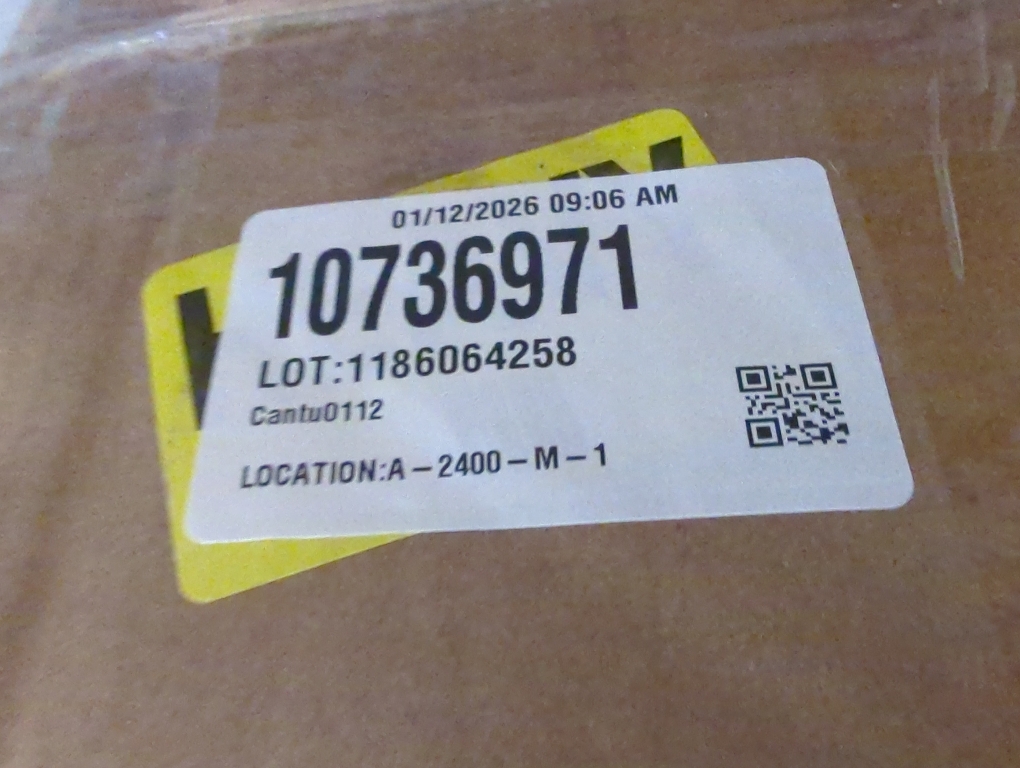 01/12/2026 09:06 AM
10736971
LOT:1186064258
Cantu0112
LOCATION:A – 2400 – M – 1